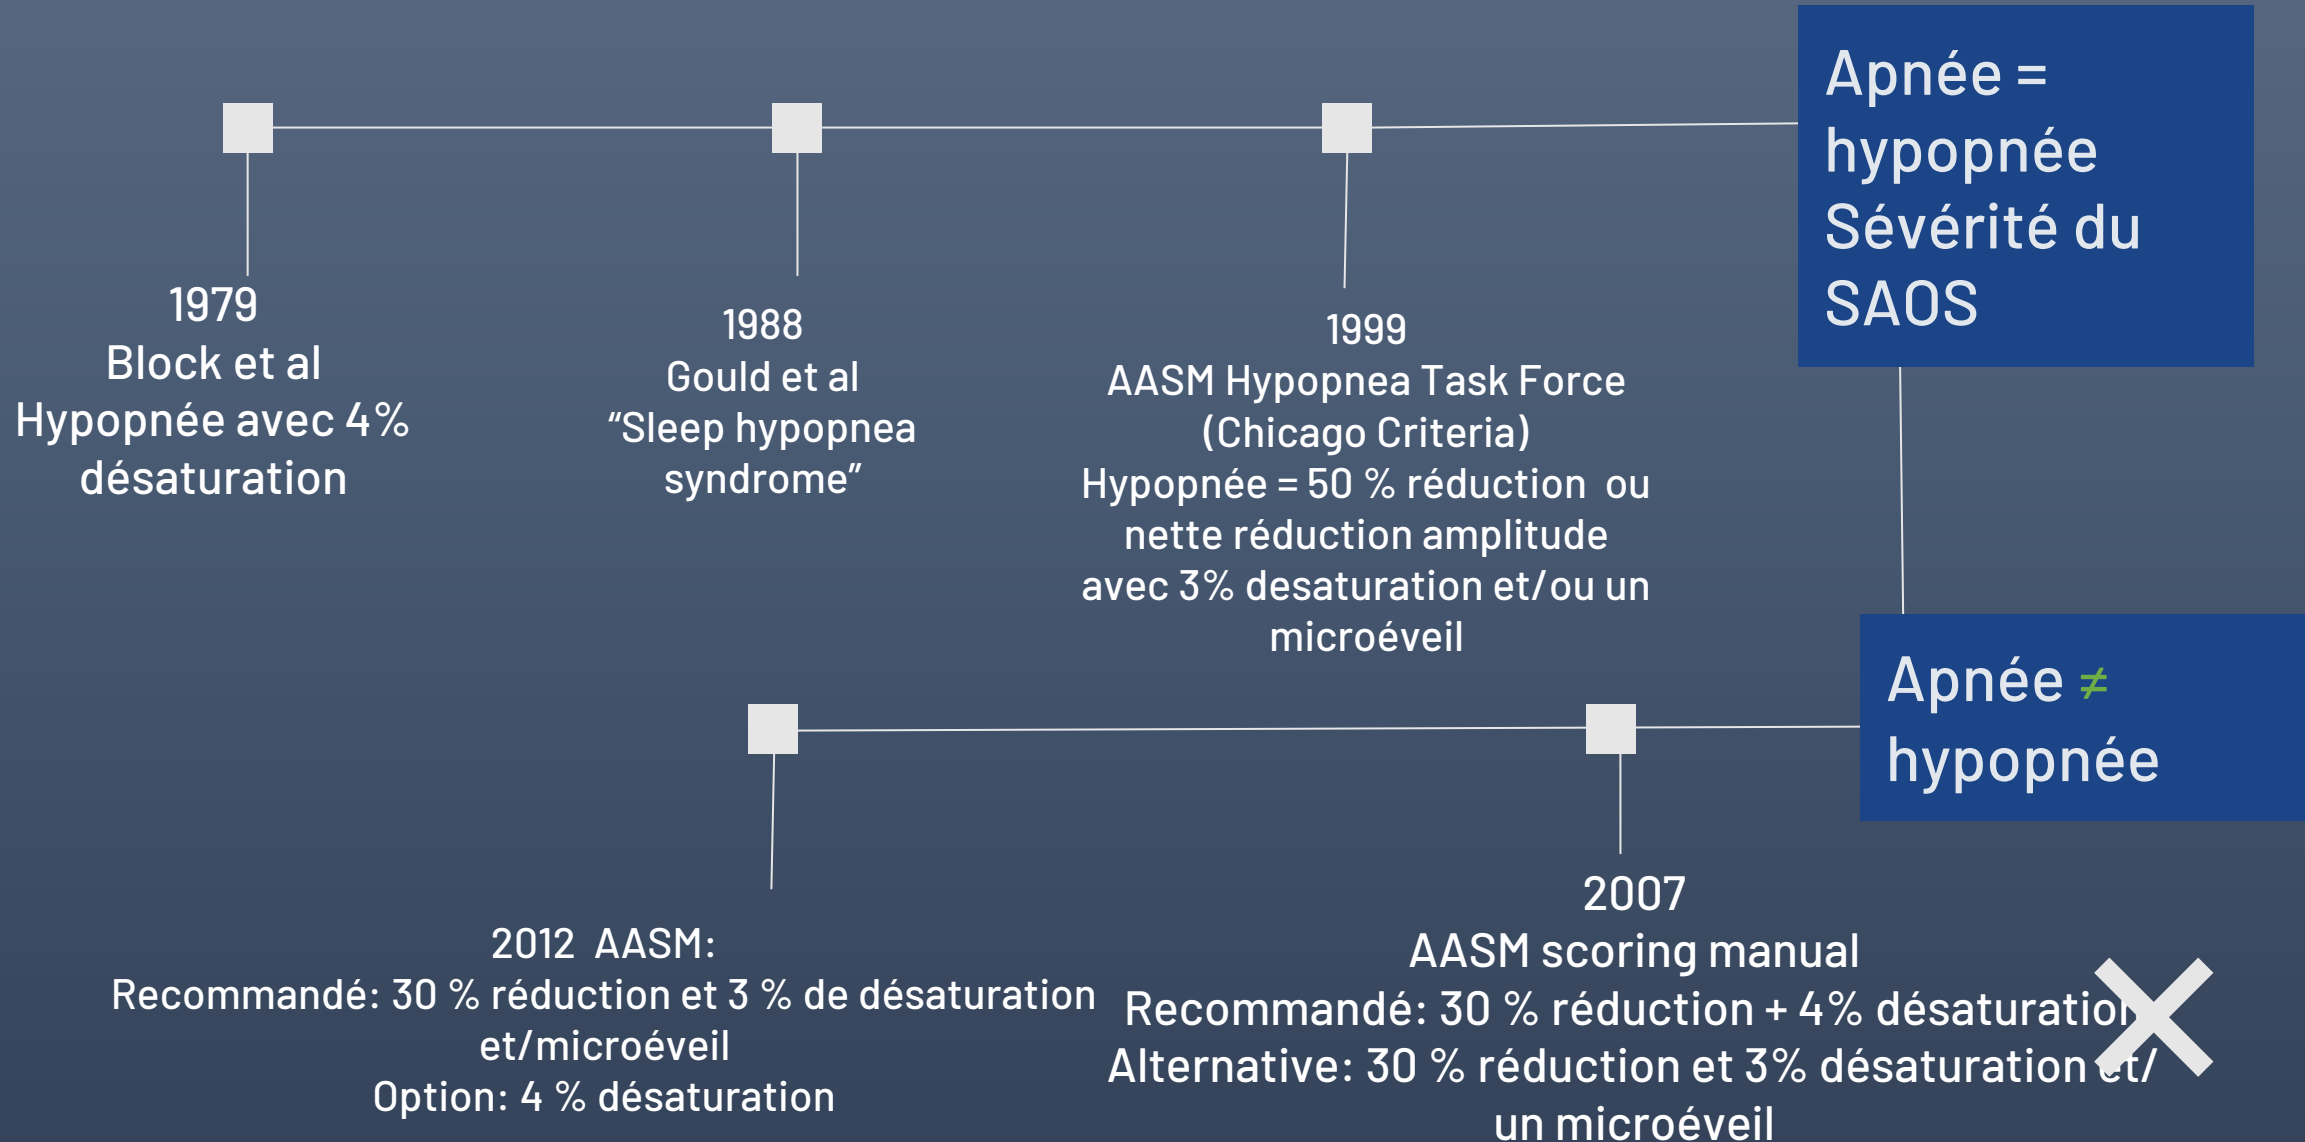 Apnée =
hypopnée
Sévérité du
SAOS
1979
Block et al
Hypopnée avec 4%
désaturation
1988
Gould et al
“Sleep hypopnea
syndrome”
1999
AASM Hypopnea Task Force
(Chicago Criteria)
Hypopnée = 50 % réduction ou
nette réduction amplitude
avec 3% desaturation et/ou un
microéveil
Apnée ≠
hypopnée
2007
AASM scoring manual
Recommandé: 30 % réduction + 4% désaturation
Alternative: 30 % réduction et 3% désaturation et/
un microéveil
2012 AASM:
Recommandé: 30 % réduction et 3 % de désaturation
et/microéveil
Option: 4 % désaturation